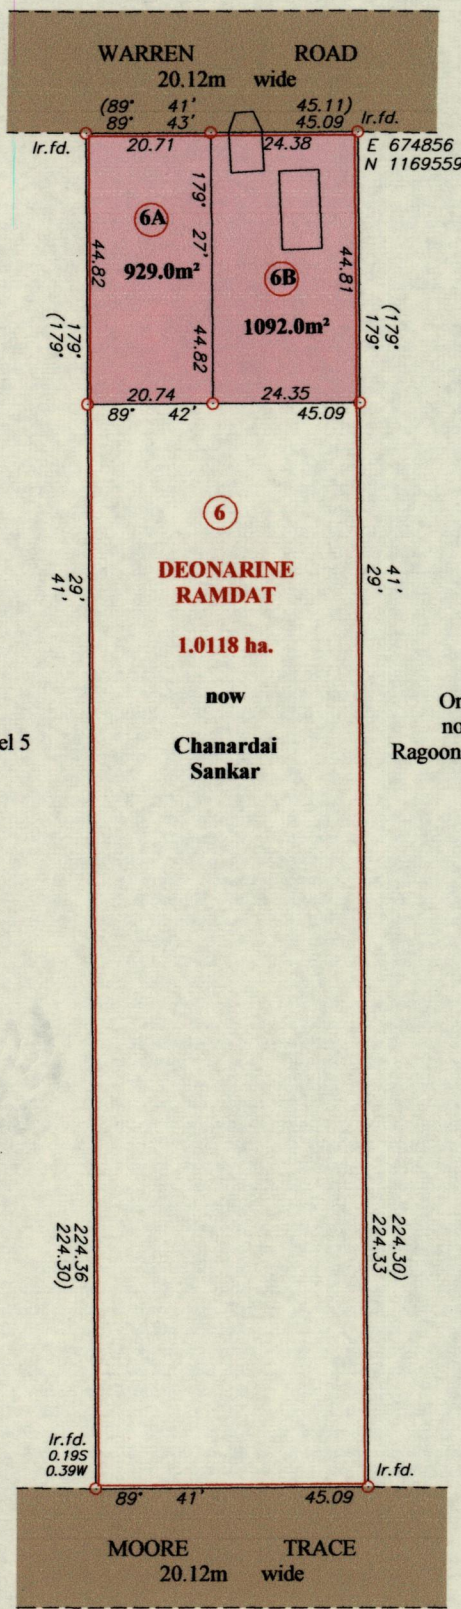 WARREN ROAD
20.12m wide
(89° 41' 45.11)
89° 43' 45.09
Ir.fd.
Ir.fd.
20.71
24.38
E 674856
N 1169559
6A
929.0m²
179° 27' 44.82
6B
1092.0m²
44.82
44.81
179°
(179°
(179°
179°
20.74
24.35
89° 42' 45.09
6
DEONARINE
RAMDAT
1.0118 ha.
now
Chanardai
Sankar
29'
41'
41'
29'
el 5
Or
no
Ragoon
224.36
224.30)
224.30)
224.33
Ir.fd.
0.19S
0.39W
Ir.fd.
89° 41' 45.09
MOORE TRACE
20.12m wide